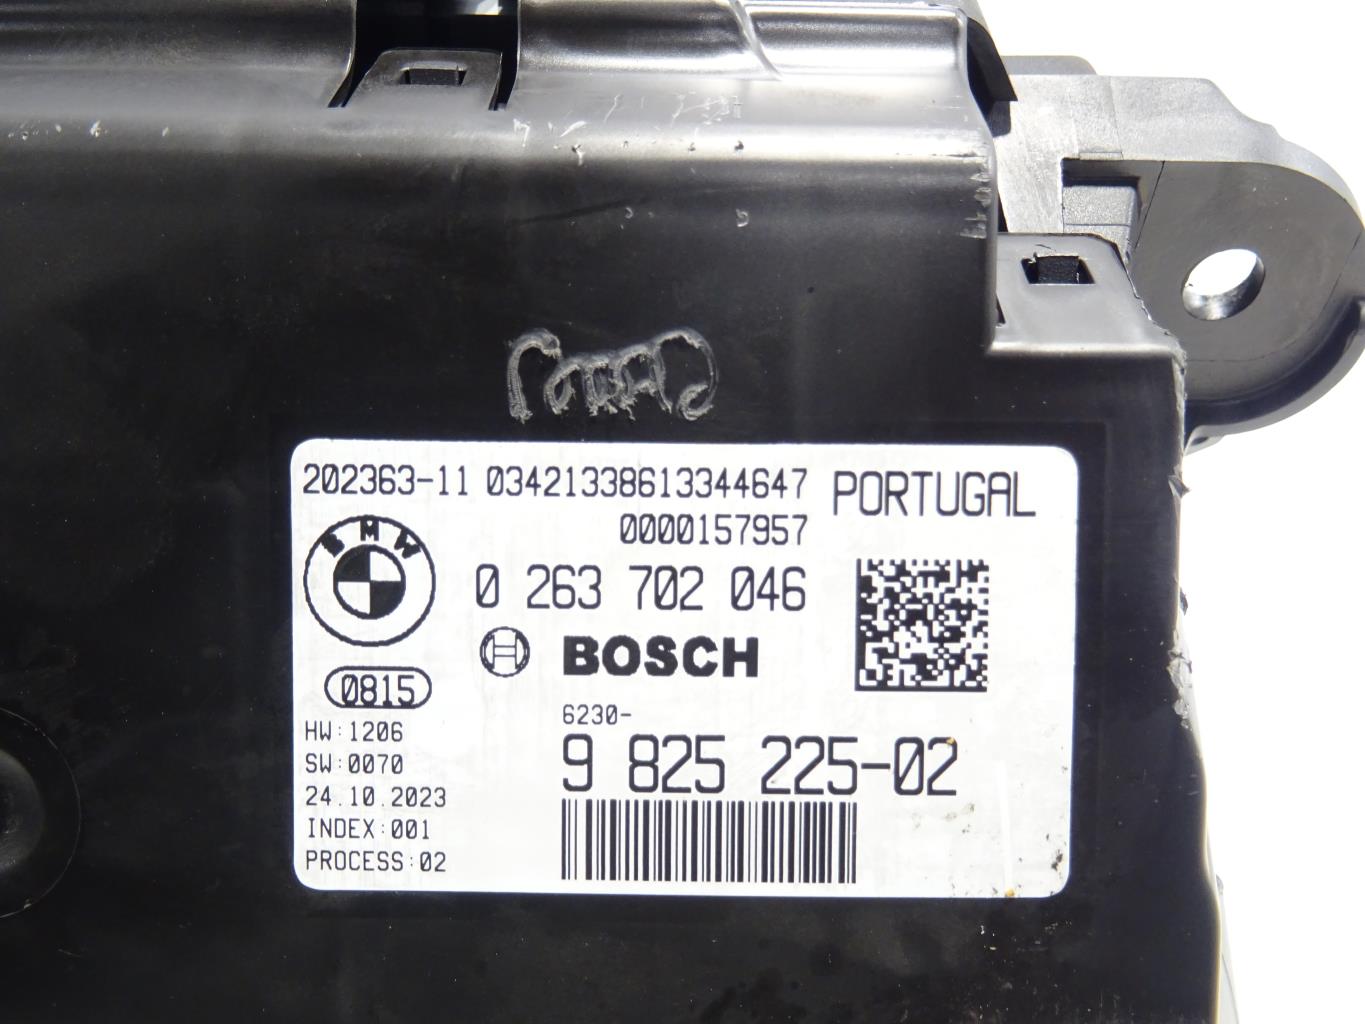 202363-11 03421338613344647 PORTUGAL
0000157957
BMW
0 263 702 046
BOSCH
0815
6230-
9 825 225-02
HW:1206
SW:0070
24.10.2023
INDEX:001
PROCESS:02